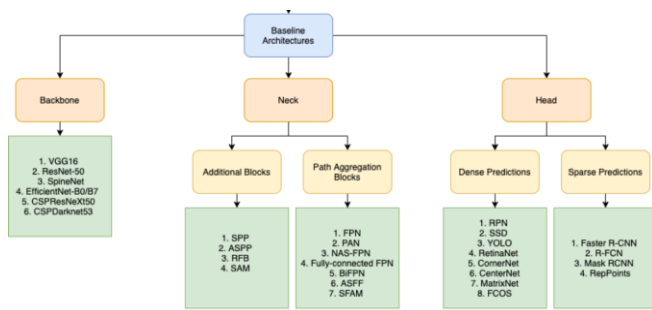 Baseline
Architectures
Backbone
Neck
Head
Additional Blocks
Path Aggregation
Blocks
Dense Predictions
Sparse Predictions
1. VGG16
2. ResNet-50
3. SpineNet
4. EfficientNet-B0/B7
5. CSPResNeXt50
6. CSPDarknet53
1. SPP
2. ASPP
3. RFB
4. SAM
1. FPN
2. PAN
3. NAS-FPN
4. Fully-connected FPN
5. BiFPN
6. ASFF
7. SFAM
1. RPN
2. SSD
3. YOLO
4. RetinaNet
5. CornerNet
6. CenterNet
7. MatrixNet
8. FCOS
1. Faster R-CNN
2. R-FCN
3. Mask RCNN
4. RepPoints